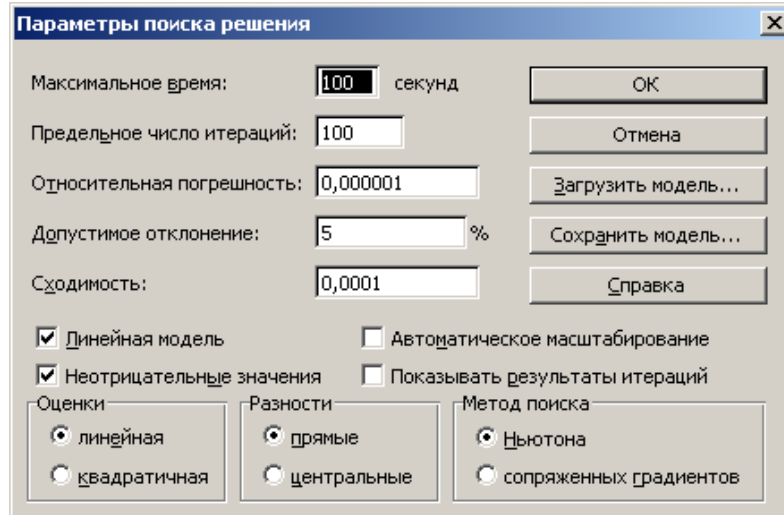 Параметры поиска решения
Максимальное время: 100 секунд OK
Предельное число итераций: 100 Отмена
Относительная погрешность: 0,000001 Загрузить модель...
Допустимое отклонение: 5 % Сохранить модель...
Сходимость: 0,0001 Справка
Линейная модель Автоматическое масштабирование
Неотрицательные значения Показывать результаты итераций
Оценки Разности Метод поиска
линейная прямые Ньютона
квадратичная центральные сопряженных градиентов